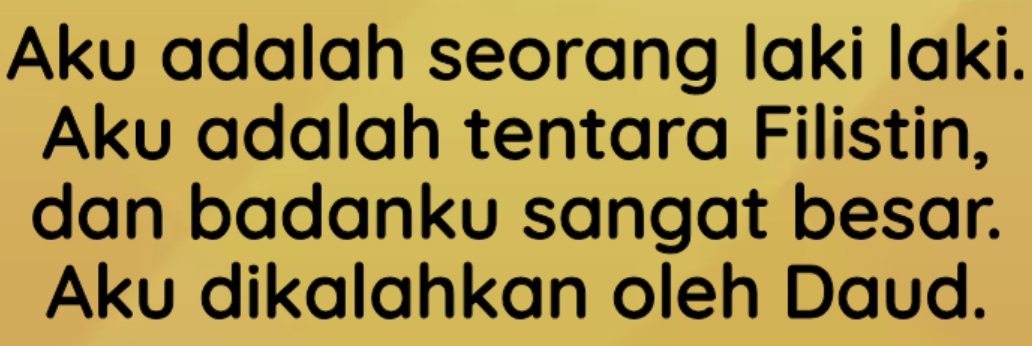 Aku adalah seorang laki laki.
Aku adalah tentara Filistin,
dan badanku sangat besar.
Aku dikalahkan oleh Daud.